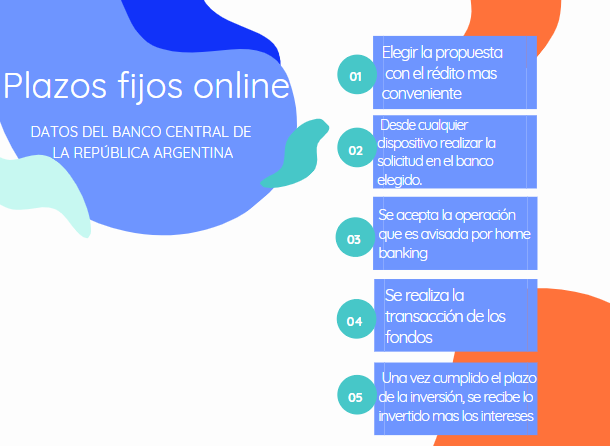 Plazos fijos online
DATOS DEL BANCO CENTRAL DE
LA REPÚBLICA ARGENTINA
01
Elegir la propuesta
con el rédito mas
conveniente
02
Desde cualquier
dispositivo realizar la
solicitud en el banco
elegido.
03
Se acepta la operación
que es avisada por home
banking
04
Se realiza la
transacción de los
fondos
05
Una vez cumplido el plazo
de la inversión, se recibe lo
invertido mas los intereses